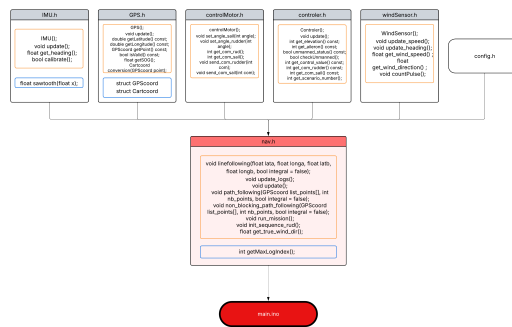 IMU.h
IMU();
void update();
float get_heading();
bool calibrate();
float sawtooth(float x);
GPS.h
GPS();
void update();
double getLatitude() const;
double getLongitude() const;
GPScoord getPoint() const;
bool isValid() const;
float getSOG();
Cartcoord
conversion(GPScoord point);
struct GPScoord
struct Cartcoord
controlMotor.h
controlMotor();
void set_angle_sail(int angle);
void set_angle_rudder(int
angle);
int get_com_rud();
int get_com_sail();
void send_com_rudder(int
com);
void send_com_sail(int com);
controler.h
Controler();
void update();
int get_elevator() const;
int get_aileron() const;
bool unmanned_status() const;
bool checkUnmanned();
int get_control_value() const;
int get_com_rudder() const;
int get_com_sail() const;
int get_scenario_number();
windSensor.h
WindSensor();
void update_speed();
void update_heading();
float get_wind_speed() ;
float
get_wind_direction() ;
void countPulse();
config.h
nav.h
void linefollowing(float lata, float longa, float latb,
float longb, bool integral = false);
void update_logs();
void update();
void path_following(GPScoord list_points[], int
nb_points, bool integral = false);
void non_blocking_path_following(GPScoord
list_points[], int nb_points, bool integral = false);
void run_mission();
void init_sequence_rud();
float get_true_wind_dir();
int getMaxLogIndex();
main.ino